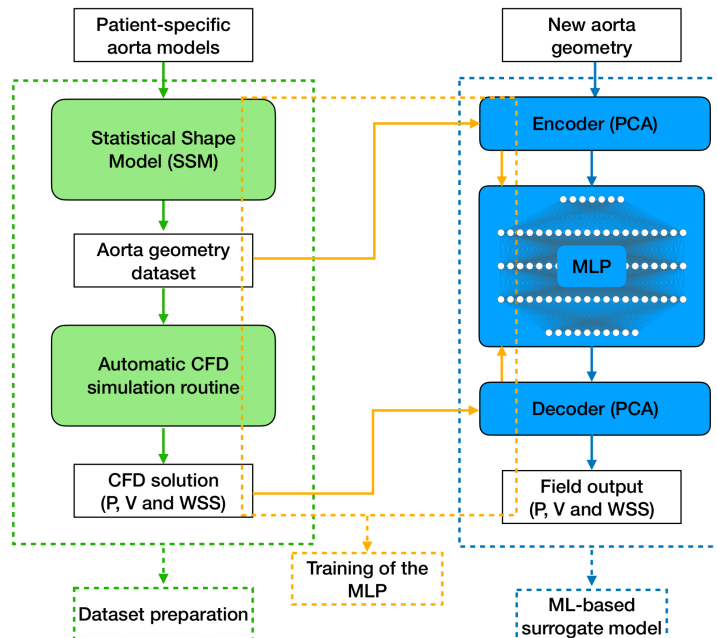 Patient-specific
aorta models
New aorta
geometry
Statistical Shape
Model (SSM)
Encoder (PCA)
Aorta geometry
dataset
MLP
Automatic CFD
simulation routine
Decoder (PCA)
CFD solution
(P, V and WSS)
Field output
(P, V and WSS)
Training of the
MLP
Dataset preparation
ML-based
surrogate model